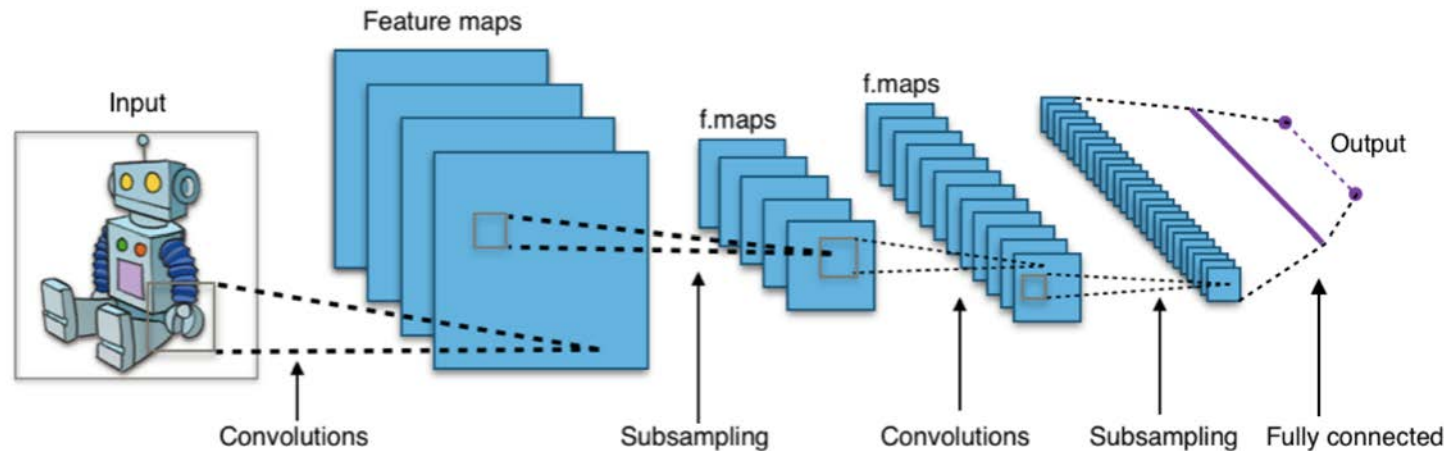 Feature maps
f.maps
Input
f.maps
Output
Convolutions
Subsampling
Convolutions
Subsampling
Fully connected